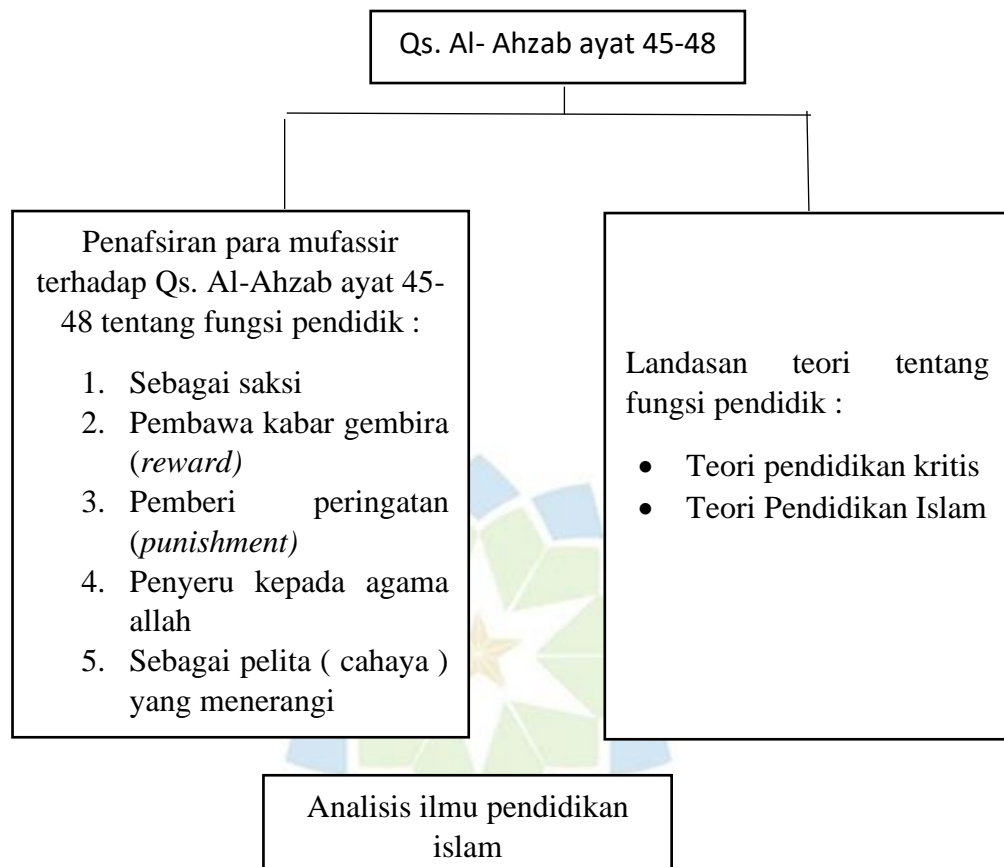 Qs. Al- Ahzab ayat 45-48
Penafsiran para mufassir
terhadap Qs. Al-Ahzab ayat 45-
48 tentang fungsi pendidik :
1. Sebagai saksi
2. Pembawa kabar gembira
(reward)
3. Pemberi peringatan
(punishment)
4. Penyeru kepada agama
allah
5. Sebagai pelita ( cahaya )
yang menerangi
Landasan teori tentang
fungsi pendidik :
• Teori pendidikan kritis
• Teori Pendidikan Islam
Analisis ilmu pendidikan
islam